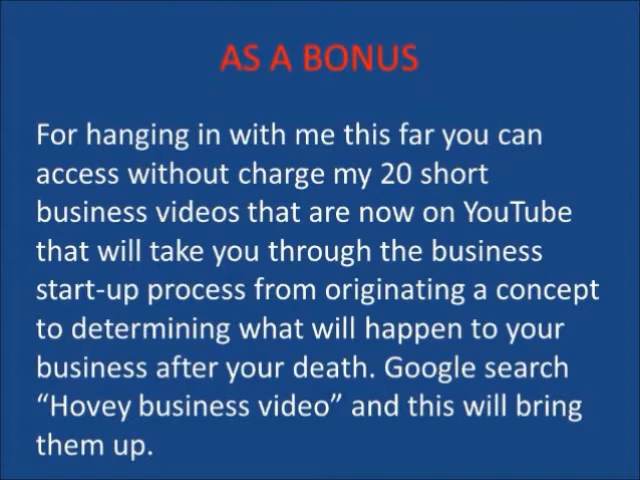 AS A BONUS
For hanging in with me this far you can
access without charge my 20 short
business videos that are now on YouTube
that will take you through the business
start-up process from originating a concept
to determining what will happen to your
business after your death. Google search
“Hovey business video” and this will bring
them up.